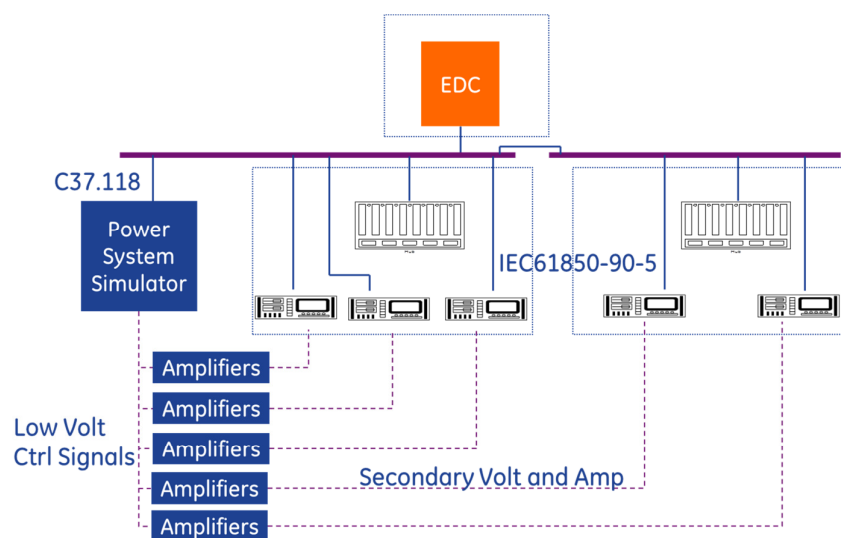 EDC
C37.118
Power
System
Simulator
IEC61850-90-5
Amplifiers
Amplifiers
Low Volt
Ctrl Signals
Amplifiers
Secondary Volt and Amp
Amplifiers
Amplifiers